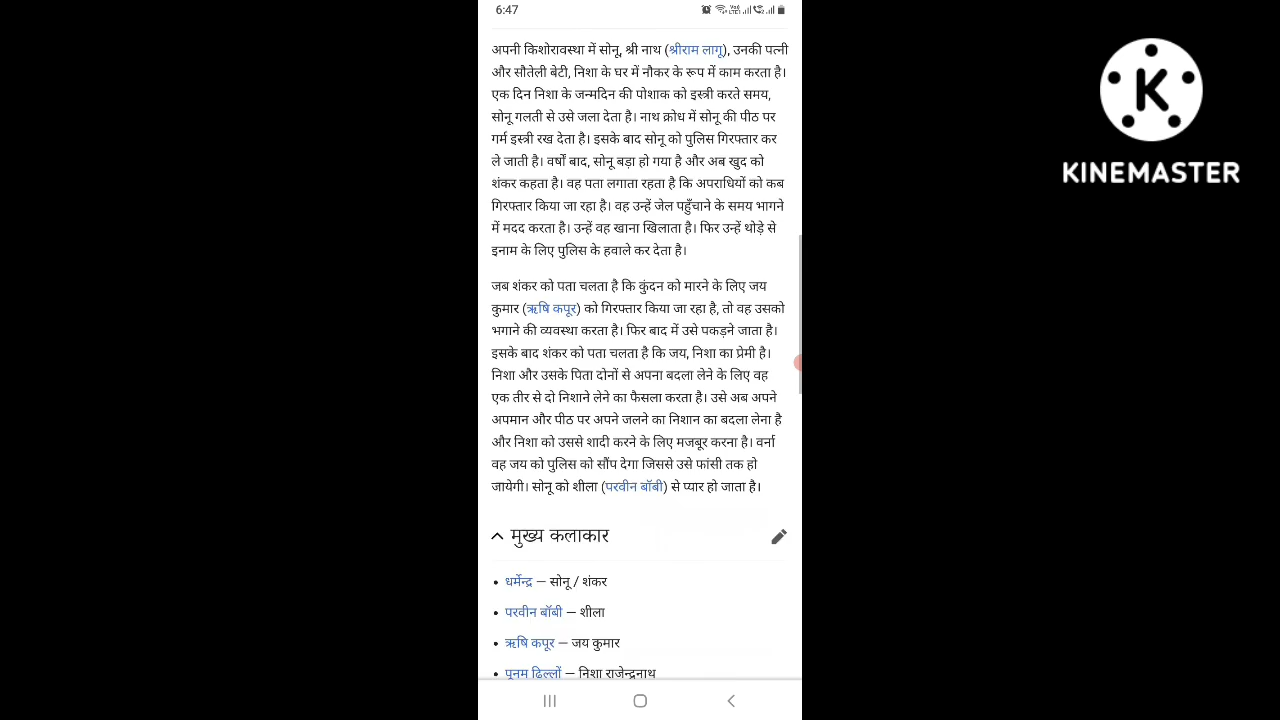 6:47
अपनी किशोरावस्था में सोनू, श्री नाथ (श्रीराम लागू), उनकी पत्नी
और सौतेली बेटी, निशा के घर में नौकर के रूप में काम करता है।
एक दिन निशा के जन्मदिन की पोशाक को इस्त्री करते समय,
सोनू गलती से उसे जला देता है। नाथ क्रोध में सोनू की पीठ पर
गर्म इस्त्री रख देता है। इसके बाद सोनू को पुलिस गिरफ्तार कर
ले जाती है। वर्षों बाद, सोनू बड़ा हो गया है और अब खुद को
शंकर कहता है। वह पता लगाता रहता है कि अपराधियों को कब
गिरफ्तार किया जा रहा है। वह उन्हें जेल पहुँचाने के समय भागने
में मदद करता है। उन्हें वह खाना खिलाता है। फिर उन्हें थोड़े से
इनाम के लिए पुलिस के हवाले कर देता है।
जब शंकर को पता चलता है कि कुंदन को मारने के लिए जय
कुमार (ऋषि कपूर) को गिरफ्तार किया जा रहा है, तो वह उसको
भगाने की व्यवस्था करता है। फिर बाद में उसे पकड़ने जाता है।
इसके बाद शंकर को पता चलता है कि जय, निशा का प्रेमी है।
निशा और उसके पिता दोनों से अपना बदला लेने के लिए वह
एक तीर से दो निशाने लेने का फैसला करता है। उसे अब अपने
अपमान और पीठ पर अपने जलने का निशान का बदला लेना है
और निशा को उससे शादी करने के लिए मजबूर करना है। वर्ना
वह जय को पुलिस को सौंप देगा जिससे उसे फांसी तक हो
जायेगी। सोनू को शीला (परवीन बॉबी) से प्यार हो जाता है।
मुख्य कलाकार
• धर्मेन्द्र — सोनू / शंकर
• परवीन बॉबी — शीला
• ऋषि कपूर — जय कुमार
• पूनम ढिल्लों — निशा राजेन्द्रनाथ
K
KINEMASTER